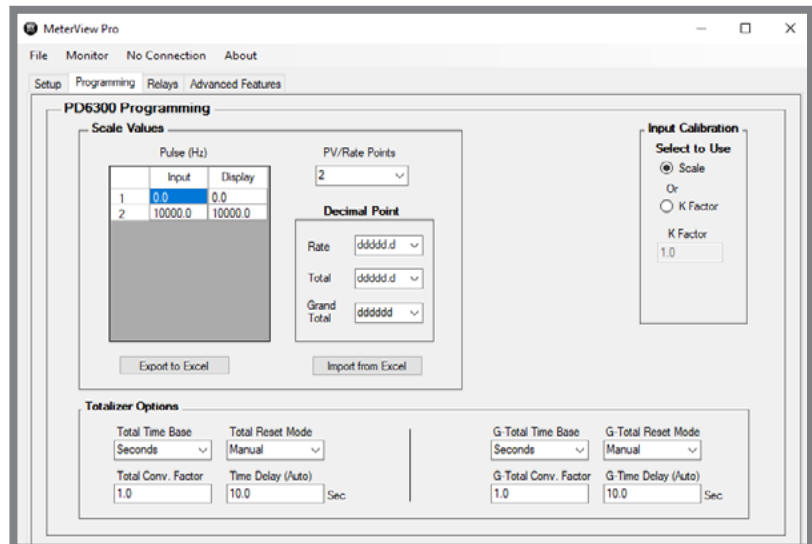 MeterView Pro
File Monitor No Connection About
Setup Programming Relays Advanced Features
PD6300 Programming
Scale Values
Pulse (Hz)
Input Display
1 0.0 0.0
2 10000.0 10000.0
Export to Excel
PV/Rate Points
2
Decimal Point
Rate ddddd.d
Total ddddd.d
Grand Total dddddd
Import from Excel
Input Calibration
Select to Use
Scale
Or
K Factor
K Factor
1.0
Totalizer Options
Total Time Base Total Reset Mode
Seconds Manual
Total Conv. Factor Time Delay (Auto)
1.0 10.0 Sec
G-Total Time Base G-Total Reset Mode
Seconds Manual
G-Total Conv. Factor G-Time Delay (Auto)
1.0 10.0 Sec